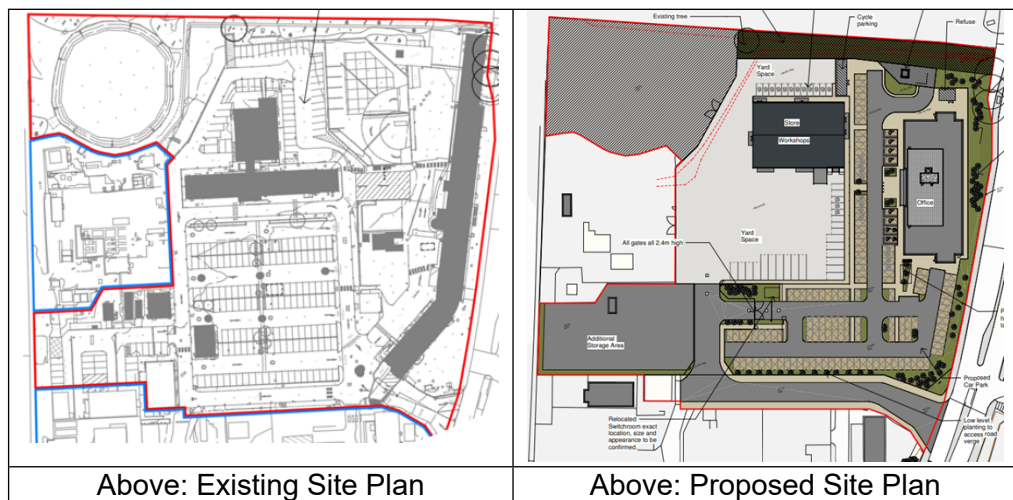 Existing tree
Cycle
parking
Refuse
Yard
Space
Store
Workshops
Office
Yard
Space
All gates all 2.4m high
Additional
Storage Area
Proposed
Car Park
Relocated
Switchroom exact
location, size and
appearance to be
confirmed.
Low level
planting to
access road
verge
Above: Existing Site Plan
Above: Proposed Site Plan